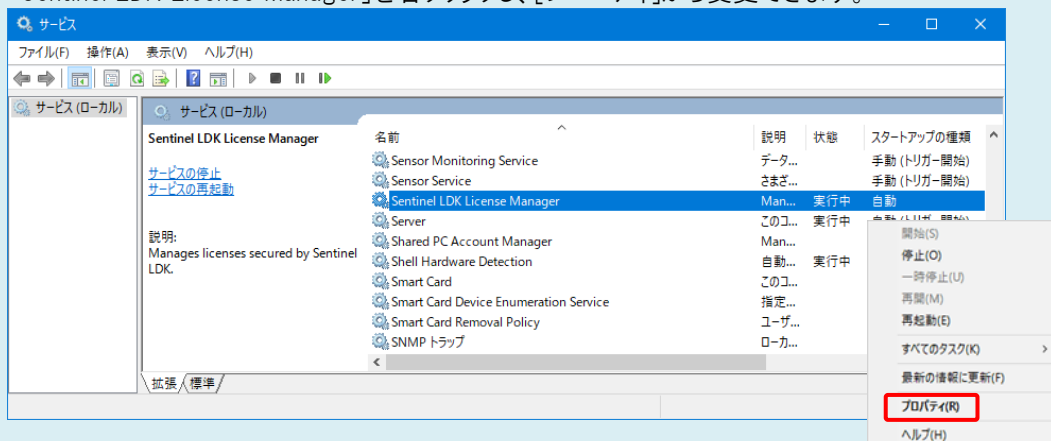 サービス
ファイル(F) 操作(A) 表示(V) ヘルプ(H)
サービス (ローカル)
サービス (ローカル)
Sentinel LDK License Manager
サービスの停止
サービスの再起動
説明:
Manages licenses secured by Sentinel
LDK.
名前 説明 状態 スタートアップの種類
Sensor Monitoring Service データ... 手動 (トリガー開始)
Sensor Service さまざ... 手動 (トリガー開始)
Sentinel LDK License Manager Man... 実行中 自動
Server このコ... 実行中 自動 (トリガー開始)
Shared PC Account Manager Man...
Shell Hardware Detection 自動... 実行中
Smart Card このコ...
Smart Card Device Enumeration Service 指定...
Smart Card Removal Policy ユーザ...
SNMP トラップ ローカ...
拡張 標準
開始(S)
停止(O)
一時停止(U)
再開(M)
再起動(E)
すべてのタスク(K)
最新の情報に更新(F)
プロパティ(R)
ヘルプ(H)